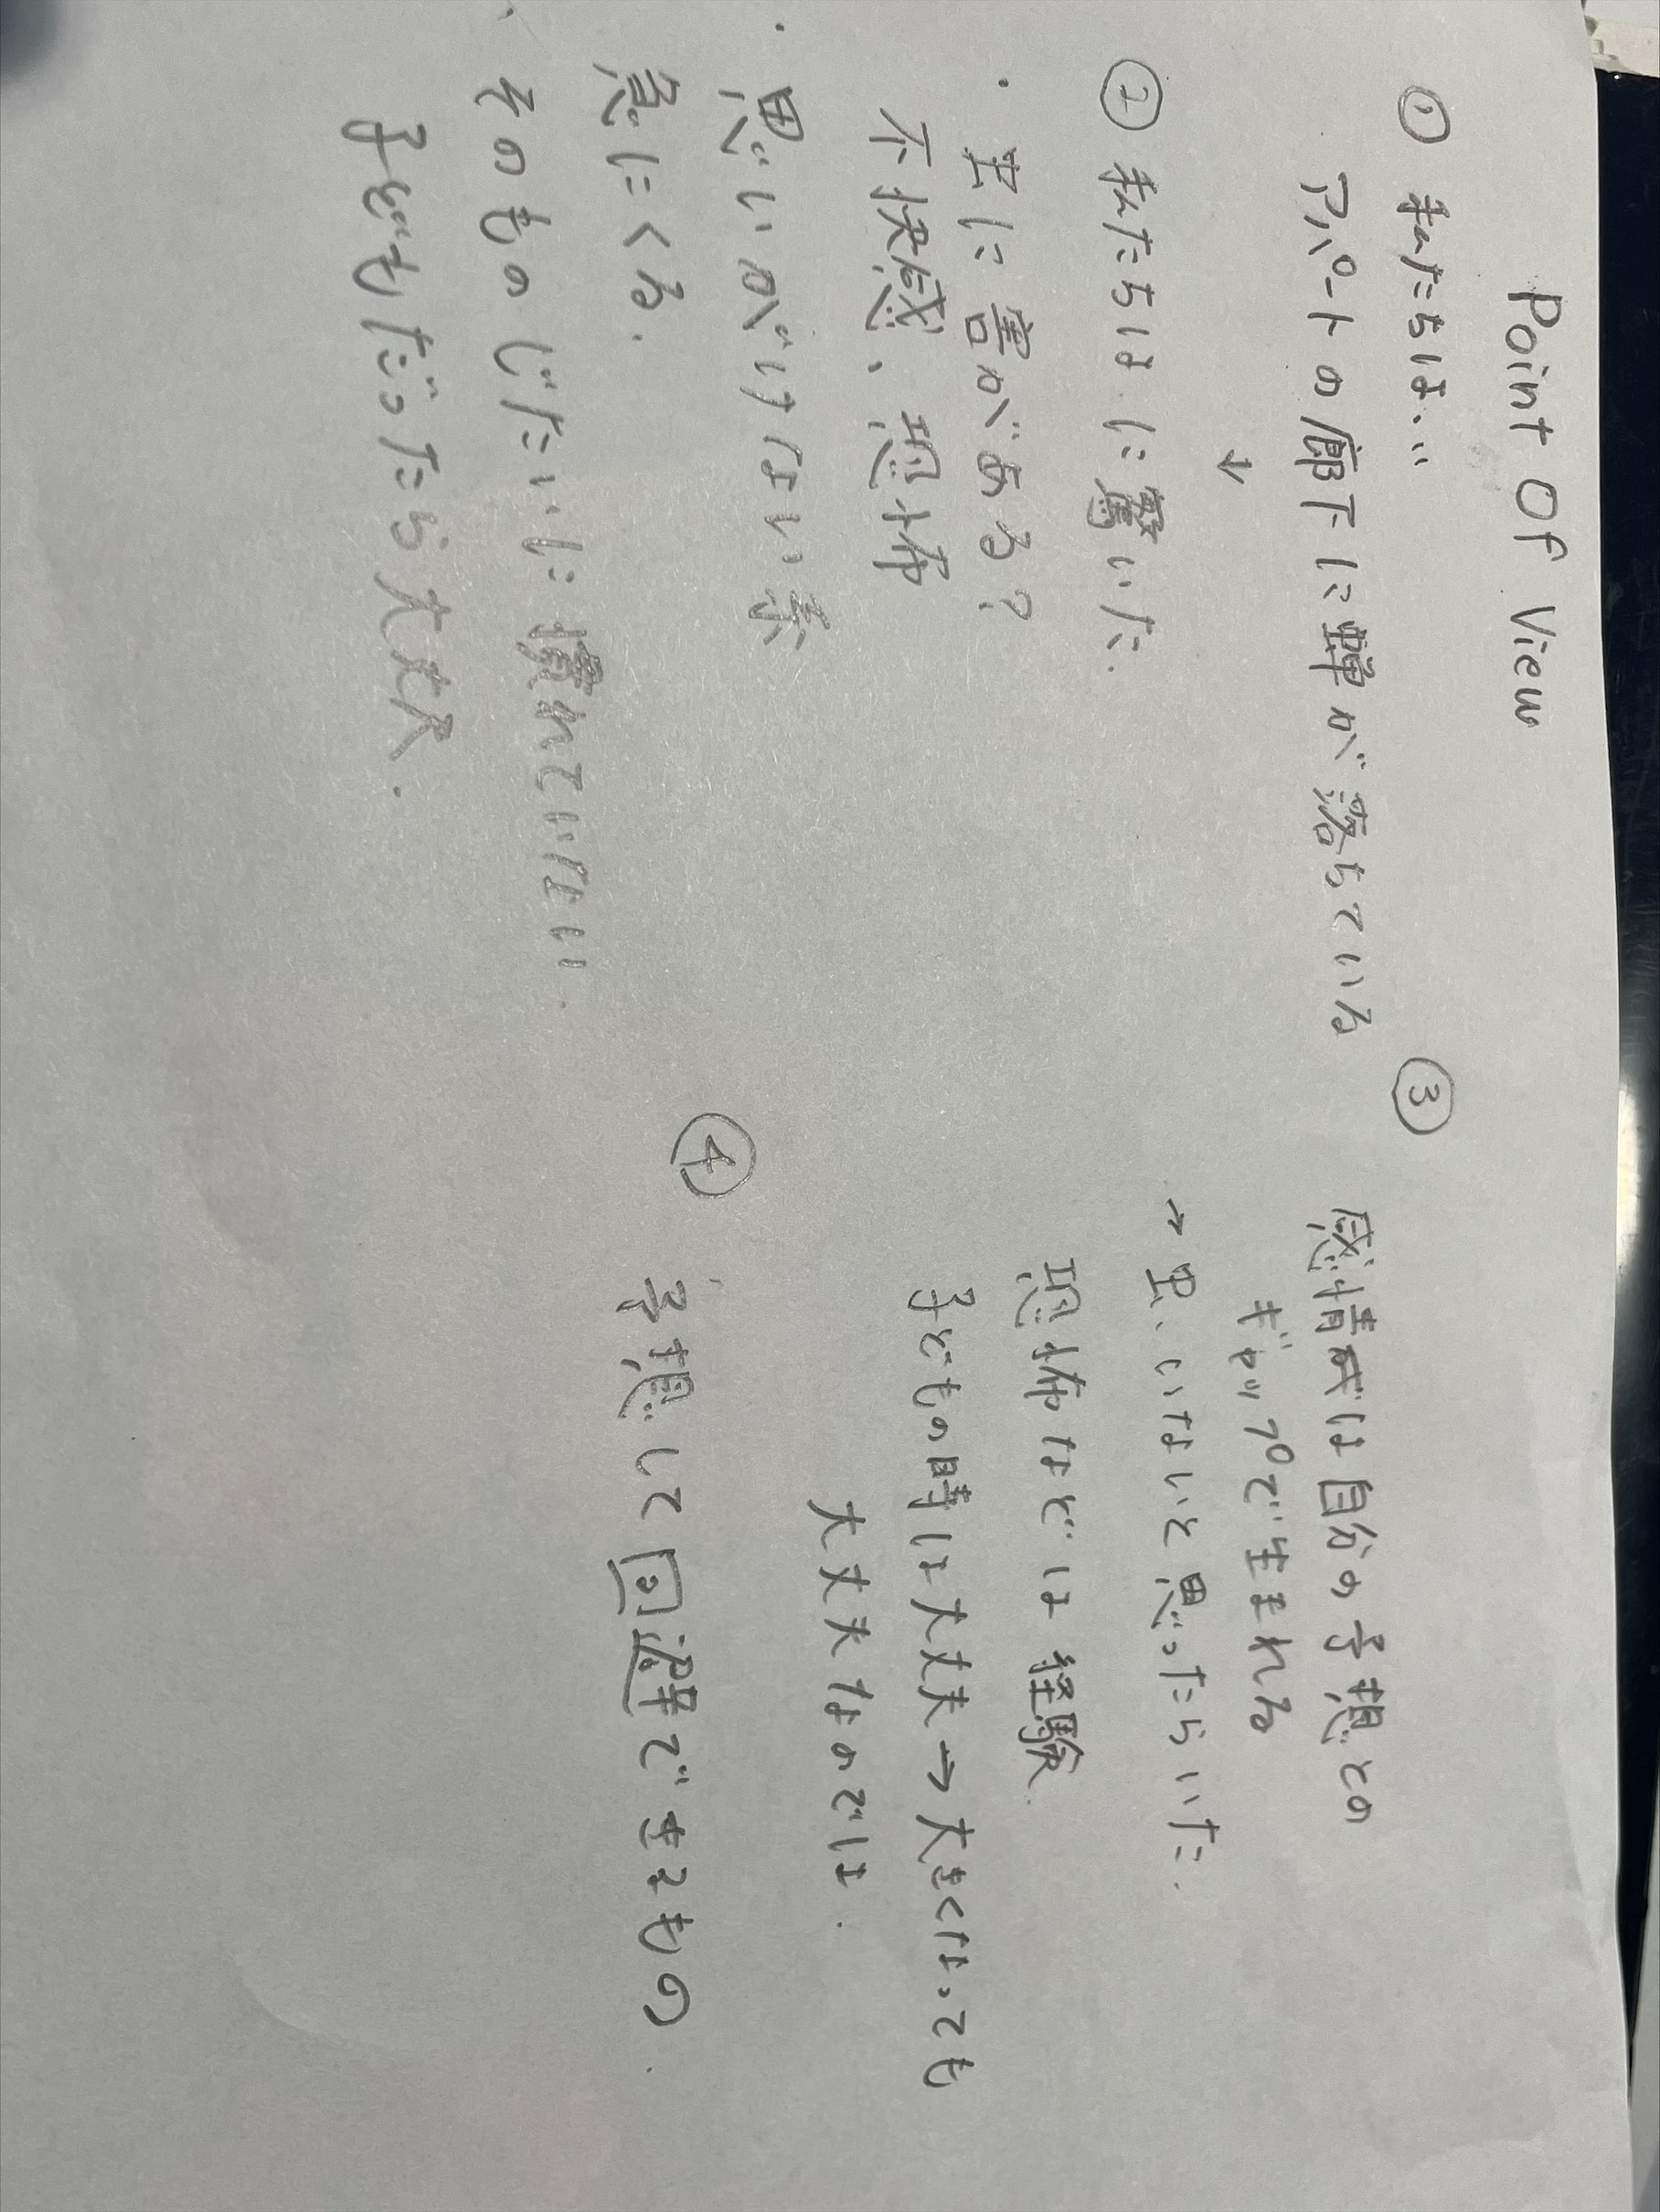 Point Of View
① 私たちは…
アパートの廊下に蝉が落ちている
↓
② 私たちは に驚いた.
・虫に害がある?
不快感、恐怖
・思いがけない系
急にくる.
、そのものじたいに慣れていない.
子どもだったら大丈夫.
③
感情では自分の予想との
ギャップで生まれる
→ 虫、いないと思ったらいた.
恐怖などは経験.
子どもの時は大丈夫→大きくなっても
大丈夫なのでは.
④
予想して回避できるもの.